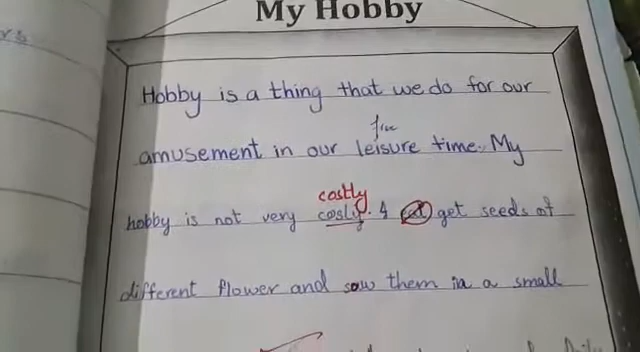 My Hobby
Hobby is a thing that we do for our
free
amusement in our leisure time. My
costly
hobby is not very cosly. I get seeds of
different flower and sow them in a small